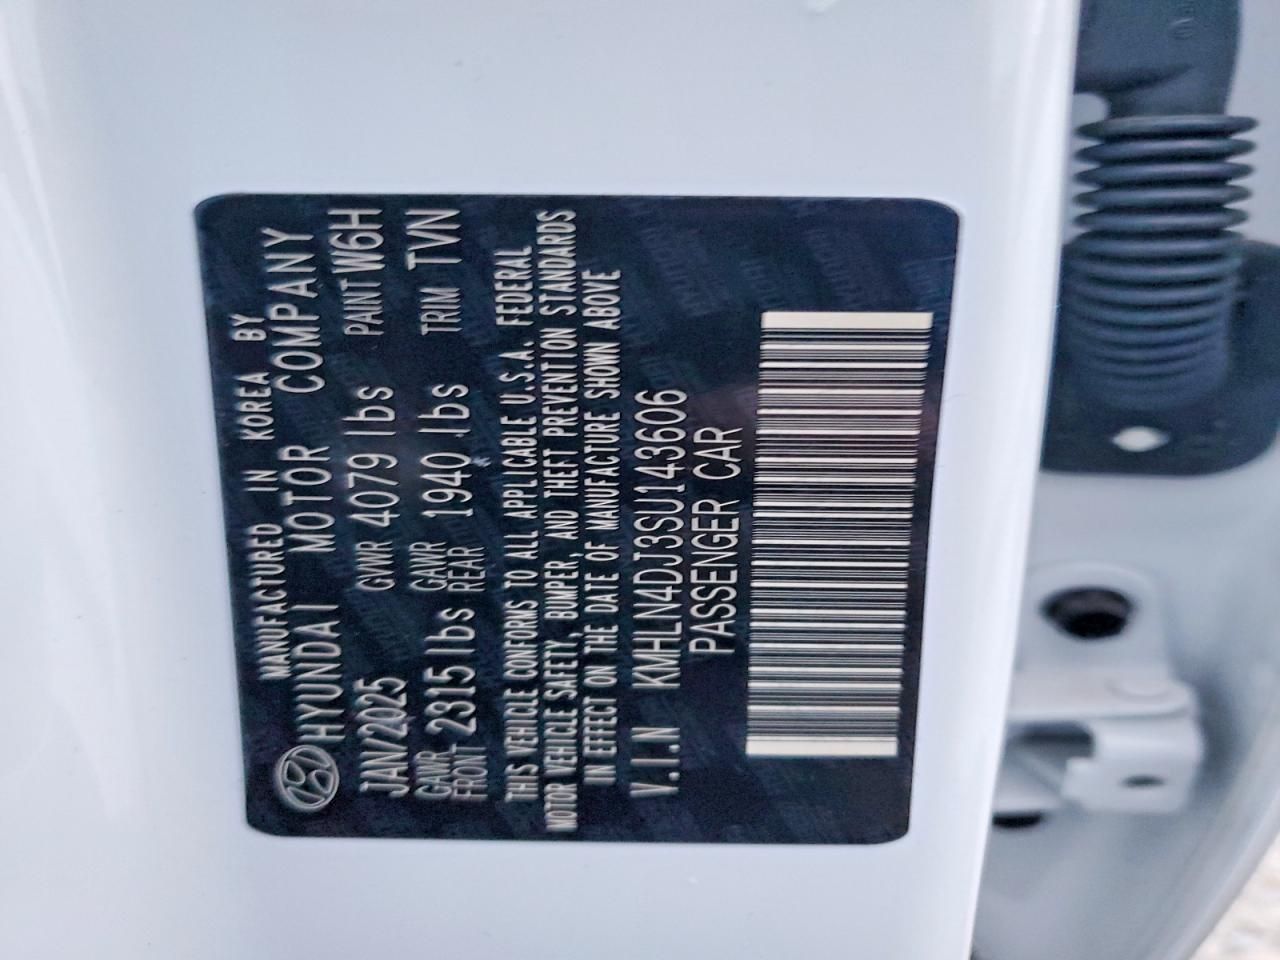 MANUFACTURED IN KOREA BY
HYUNDAI MOTOR COMPANY
JAN/2025 GVWR 4079 lbs PAINT W6H
GAWR FRONT 2315 lbs GAWR REAR 1940 lbs TRIM TVN
THIS VEHICLE CONFORMS TO ALL APPLICABLE U.S.A. FEDERAL
MOTOR VEHICLE SAFETY, BUMPER, AND THEFT PREVENTION STANDARDS
IN EFFECT ON THE DATE OF MANUFACTURE SHOWN ABOVE
V.I.N KMHLN4DJ3SU143606
PASSENGER CAR